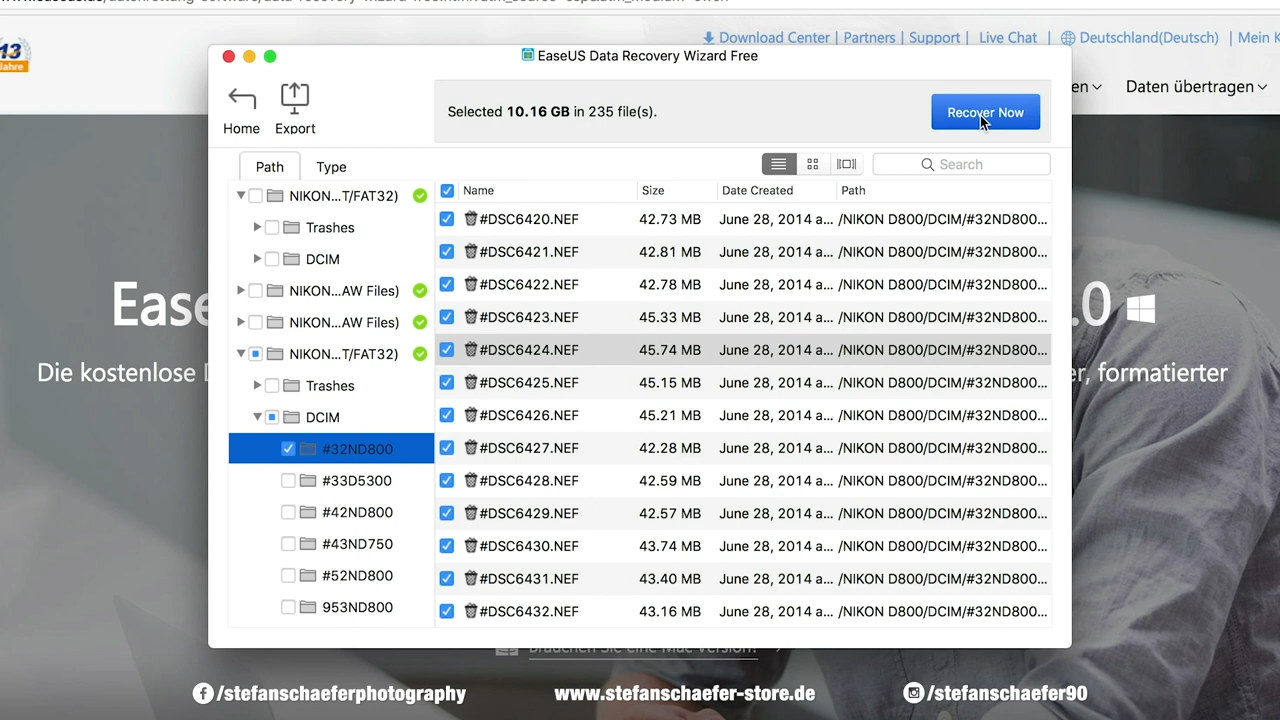 13
Jahre
Download Center | Partners | Support | Live Chat | Deutschland(Deutsch) | Mein K
EaseUS Data Recovery Wizard Free
en
Daten übertragen
Home
Export
Selected 10.16 GB in 235 file(s).
Recover Now
Path
Type
Search
NIKON...T/FAT32)
Trashes
DCIM
NIKON...AW Files)
NIKON...AW Files)
NIKON...T/FAT32)
Trashes
DCIM
#32ND800
#33D5300
#42ND800
#43ND750
#52ND800
953ND800
Name Size Date Created Path
#DSC6420.NEF 42.73 MB June 28, 2014 a... /NIKON D800/DCIM/#32ND800...
#DSC6421.NEF 42.81 MB June 28, 2014 a... /NIKON D800/DCIM/#32ND800...
#DSC6422.NEF 42.78 MB June 28, 2014 a... /NIKON D800/DCIM/#32ND800...
#DSC6423.NEF 45.33 MB June 28, 2014 a... /NIKON D800/DCIM/#32ND800...
#DSC6424.NEF 45.74 MB June 28, 2014 a... /NIKON D800/DCIM/#32ND800...
#DSC6425.NEF 45.15 MB June 28, 2014 a... /NIKON D800/DCIM/#32ND800...
#DSC6426.NEF 45.21 MB June 28, 2014 a... /NIKON D800/DCIM/#32ND800...
#DSC6427.NEF 42.28 MB June 28, 2014 a... /NIKON D800/DCIM/#32ND800...
#DSC6428.NEF 42.59 MB June 28, 2014 a... /NIKON D800/DCIM/#32ND800...
#DSC6429.NEF 42.57 MB June 28, 2014 a... /NIKON D800/DCIM/#32ND800...
#DSC6430.NEF 43.74 MB June 28, 2014 a... /NIKON D800/DCIM/#32ND800...
#DSC6431.NEF 43.40 MB June 28, 2014 a... /NIKON D800/DCIM/#32ND800...
#DSC6432.NEF 43.16 MB June 28, 2014 a... /NIKON D800/DCIM/#32ND800...
Ease
.0
Die kostenlose
er, formatierter
Brauchen Sie eine Mac Version?
/stefanschaeferphotography
www.stefanschaefer-store.de
/stefanschaefer90